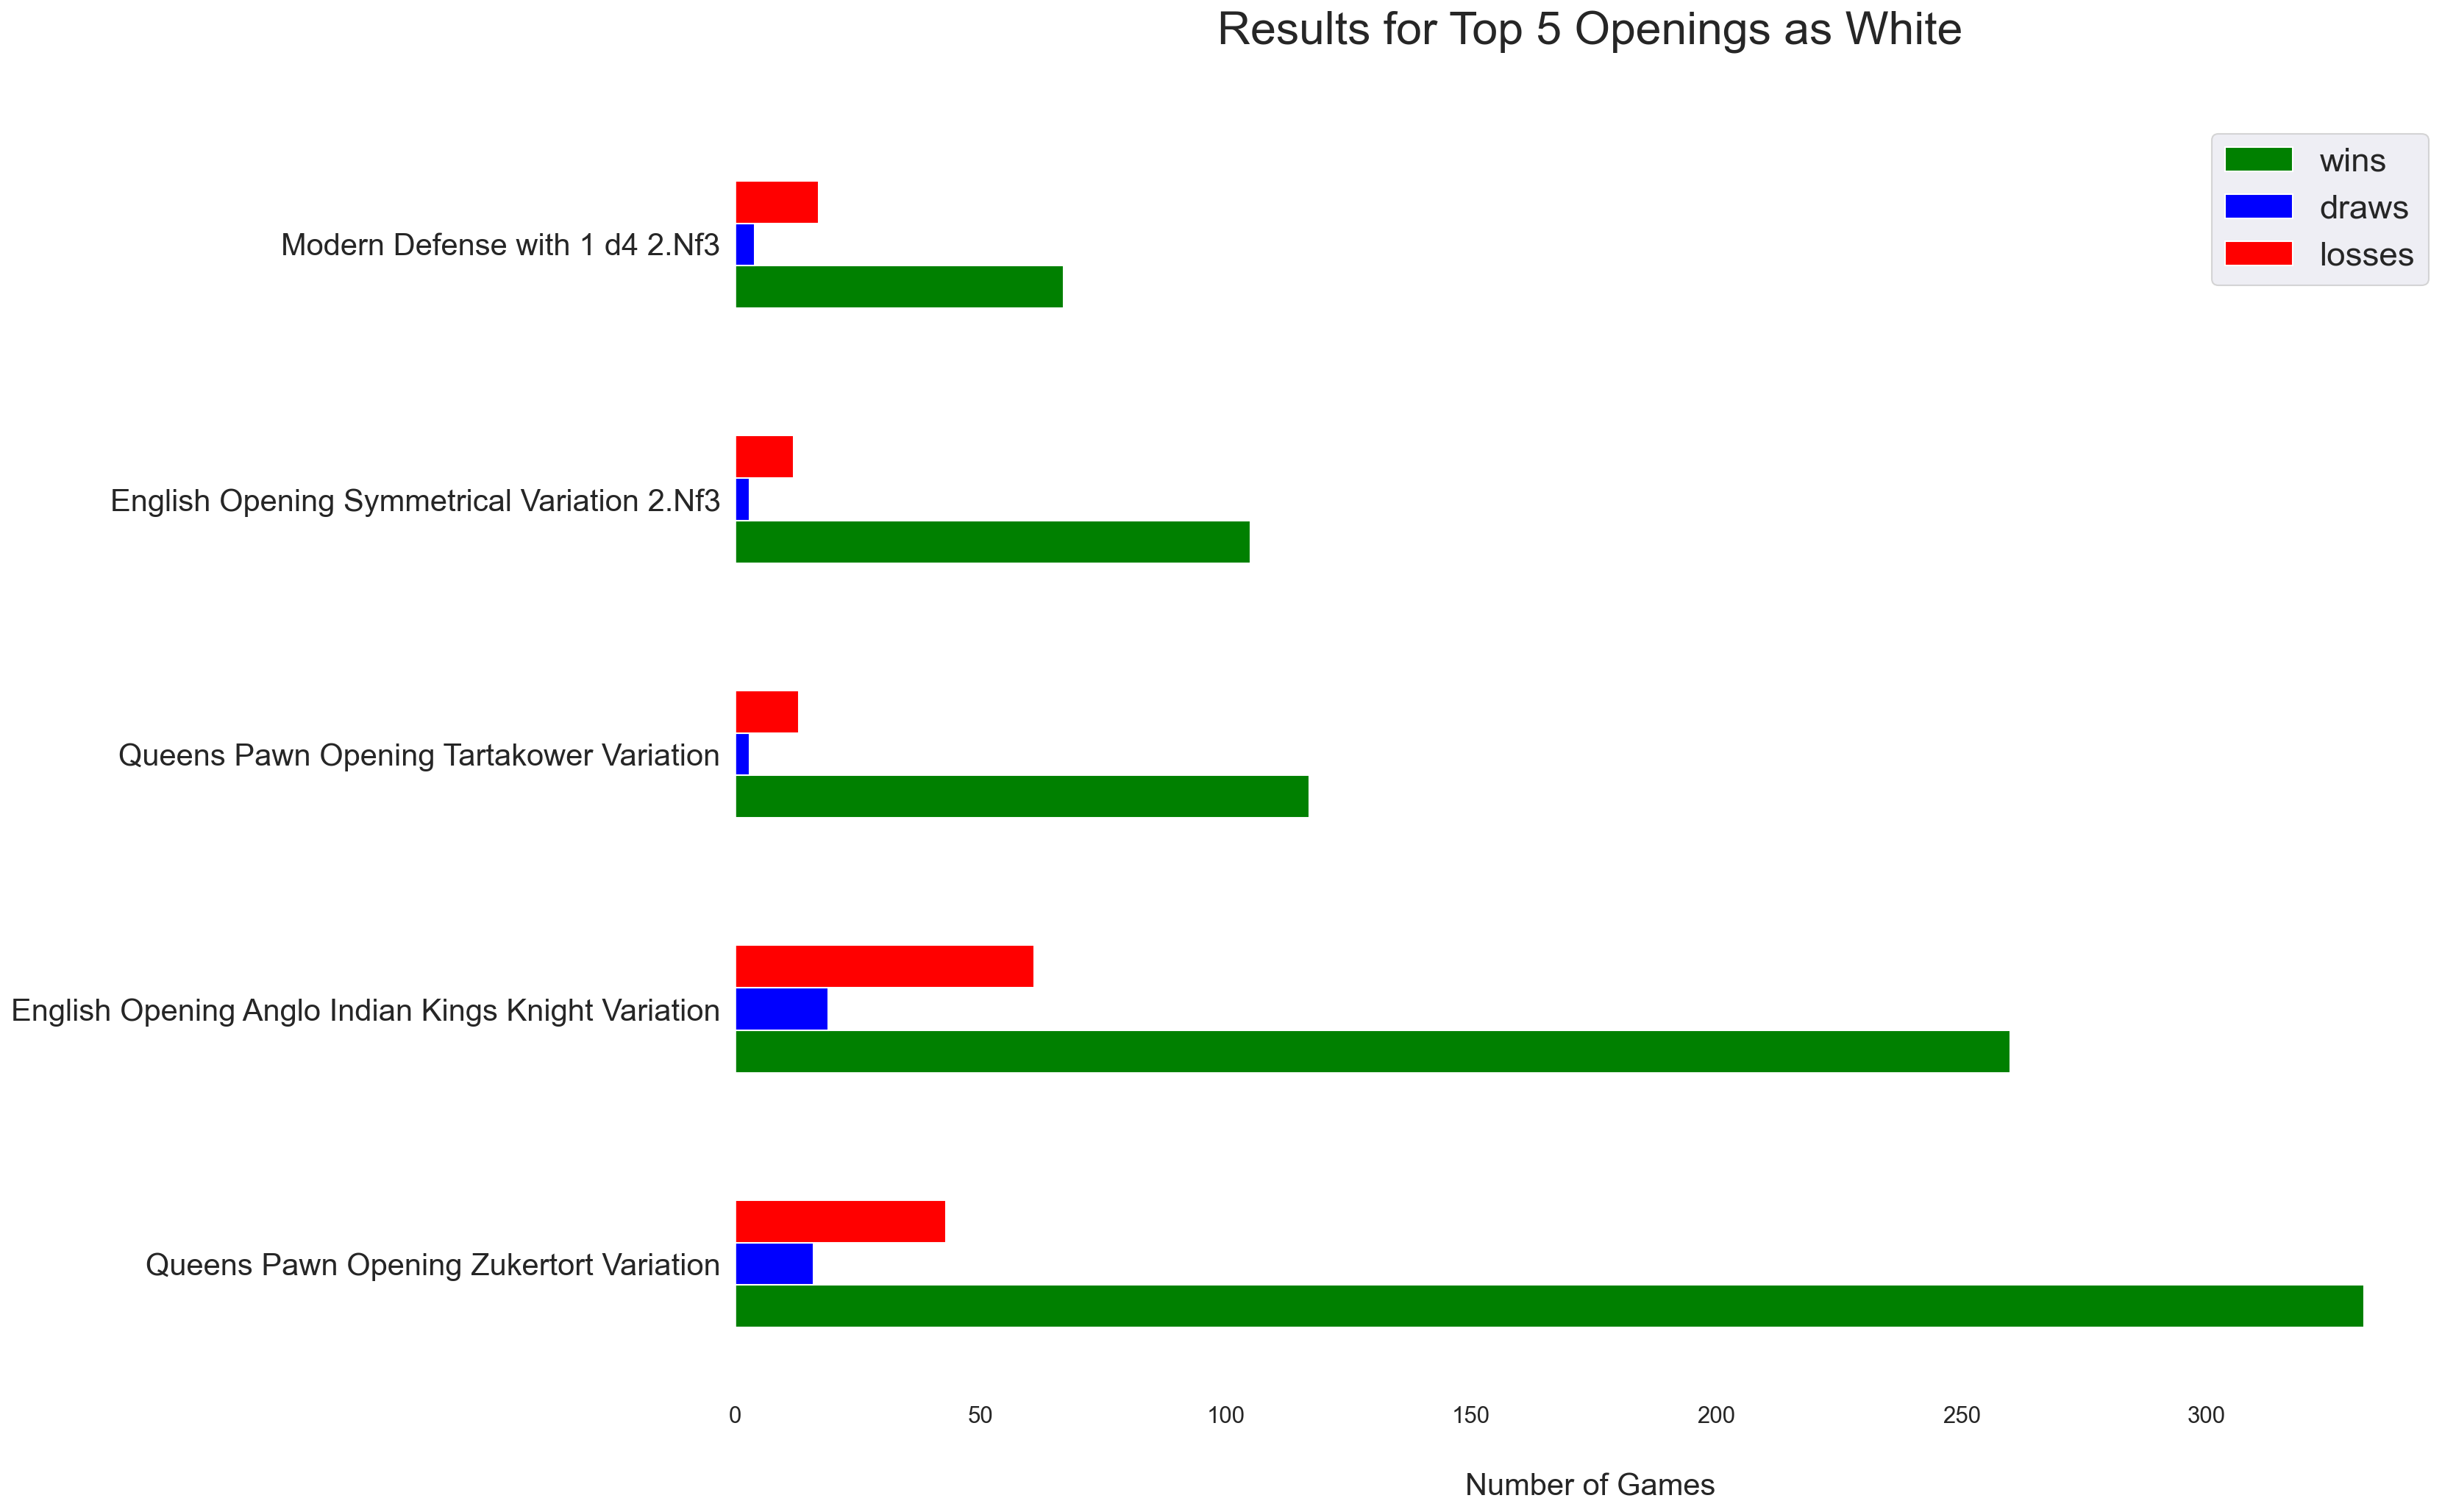 Results for Top 5 Openings as White
wins
draws
losses
Modern Defense with 1 d4 2.Nf3
English Opening Symmetrical Variation 2.Nf3
Queens Pawn Opening Tartakower Variation
English Opening Anglo Indian Kings Knight Variation
Queens Pawn Opening Zukertort Variation
0 50 100 150 200 250 300
Number of Games